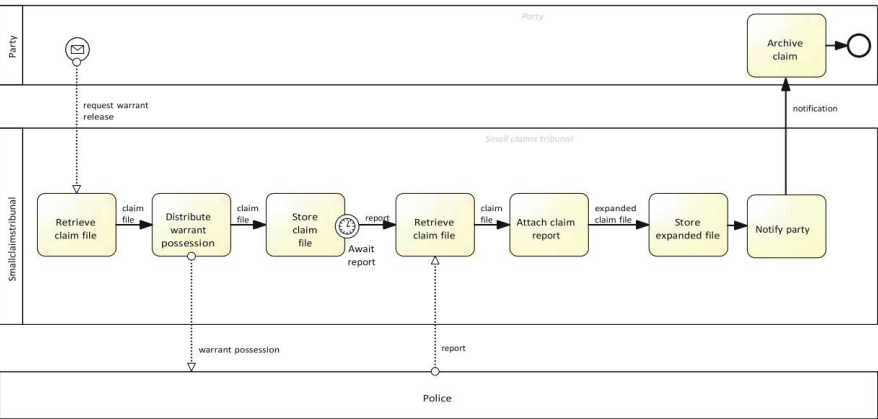 Party
Party
Archive
claim
request warrant
release
notification
Small claims tribunal
Smallclaimstribunal
Retrieve
claim file
claim
file
Distribute
warrant
possession
claim
file
Store
claim
file
Await
report
report
Retrieve
claim file
claim
file
Attach claim
report
expanded
claim file
Store
expanded file
Notify party
warrant possession
report
Police